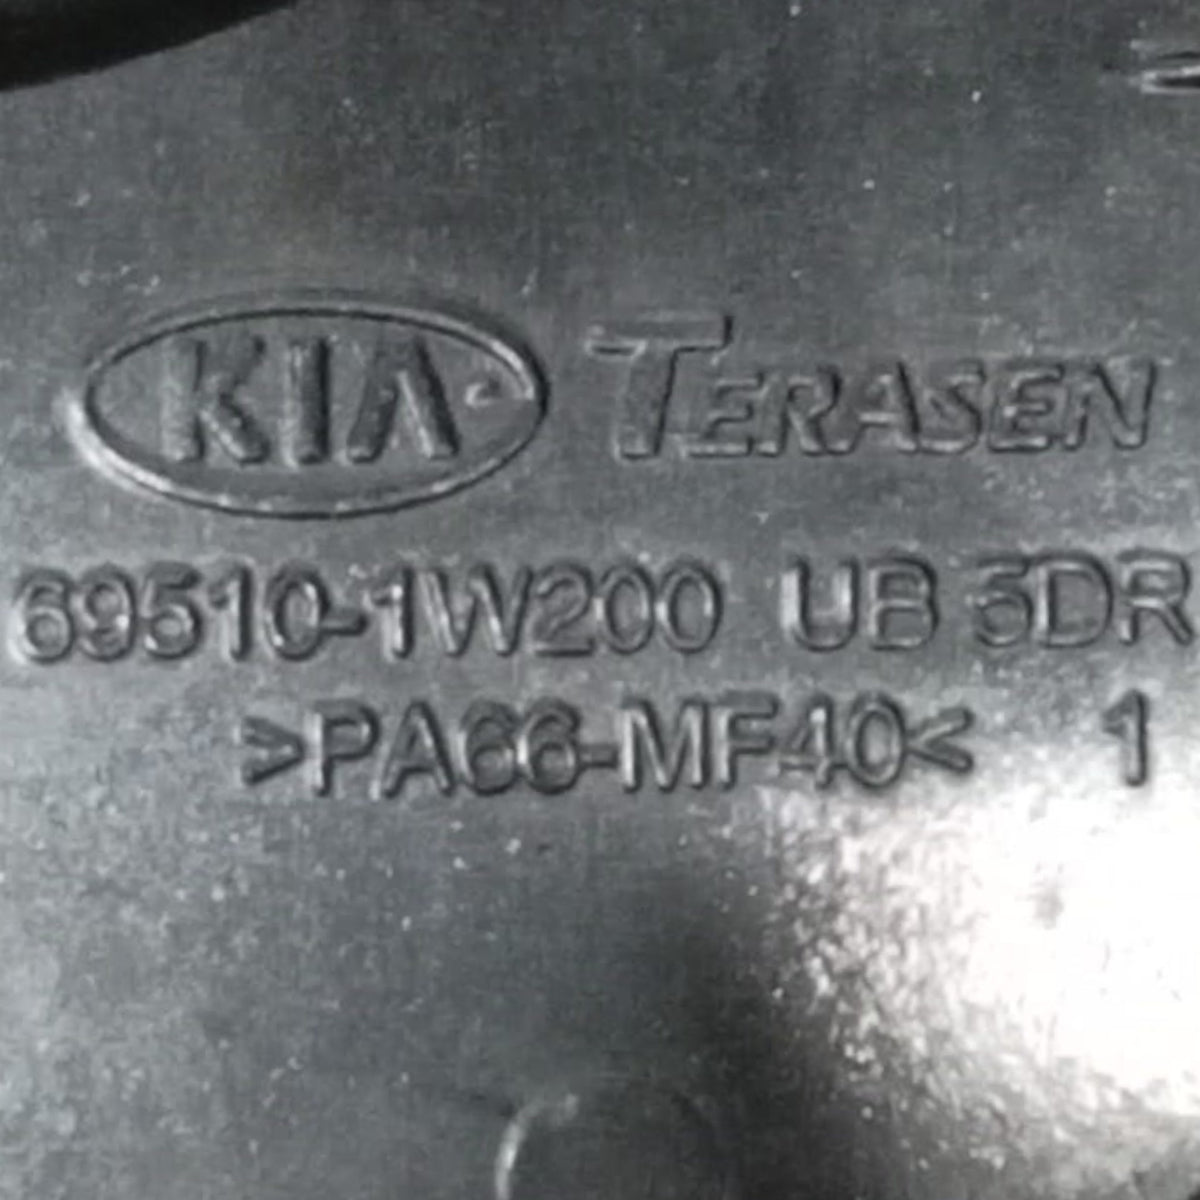 KIA TERASEN
69510-1W200 UB 5DR
>PA66-MF40< 1